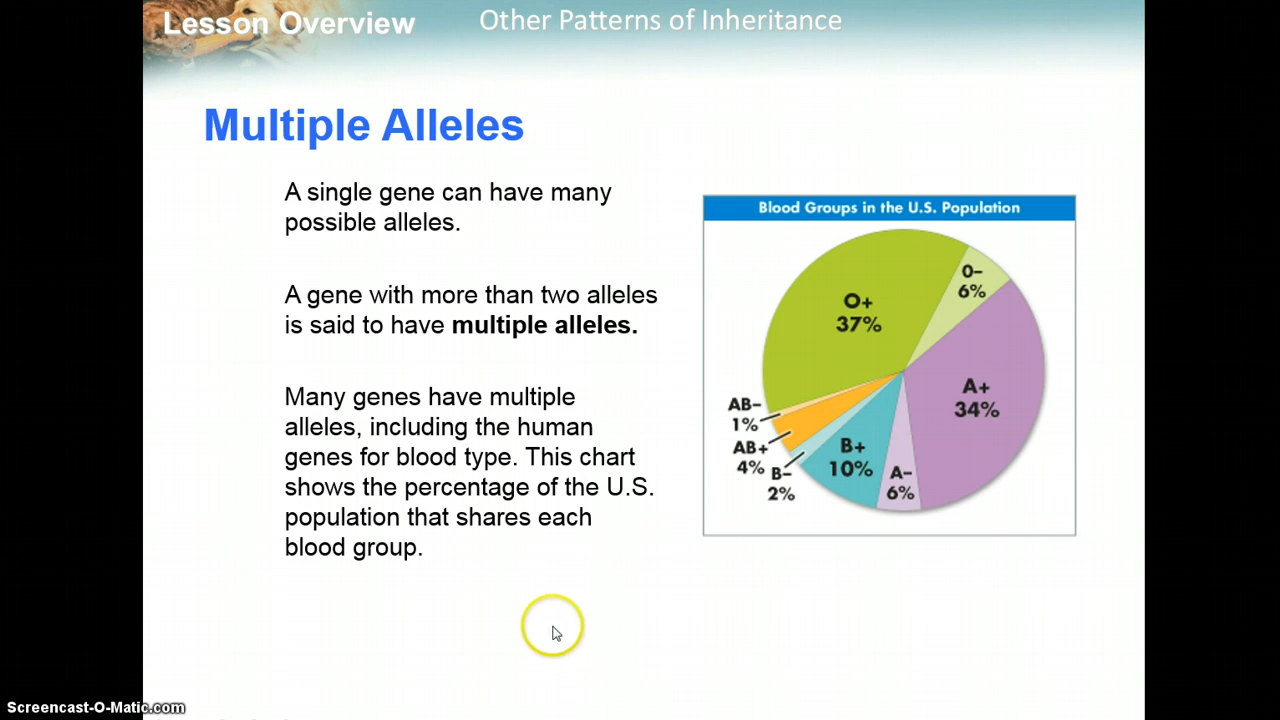 Lesson Overview
Other Patterns of Inheritance
Multiple Alleles
A single gene can have many
possible alleles.
A gene with more than two alleles
is said to have multiple alleles.
Many genes have multiple
alleles, including the human
genes for blood type. This chart
shows the percentage of the U.S.
population that shares each
blood group.
Blood Groups in the U.S. Population
O+
37%
0–
6%
A+
34%
A–
6%
B+
10%
B–
2%
AB+
4%
AB–
1%
Screencast-O-Matic.com